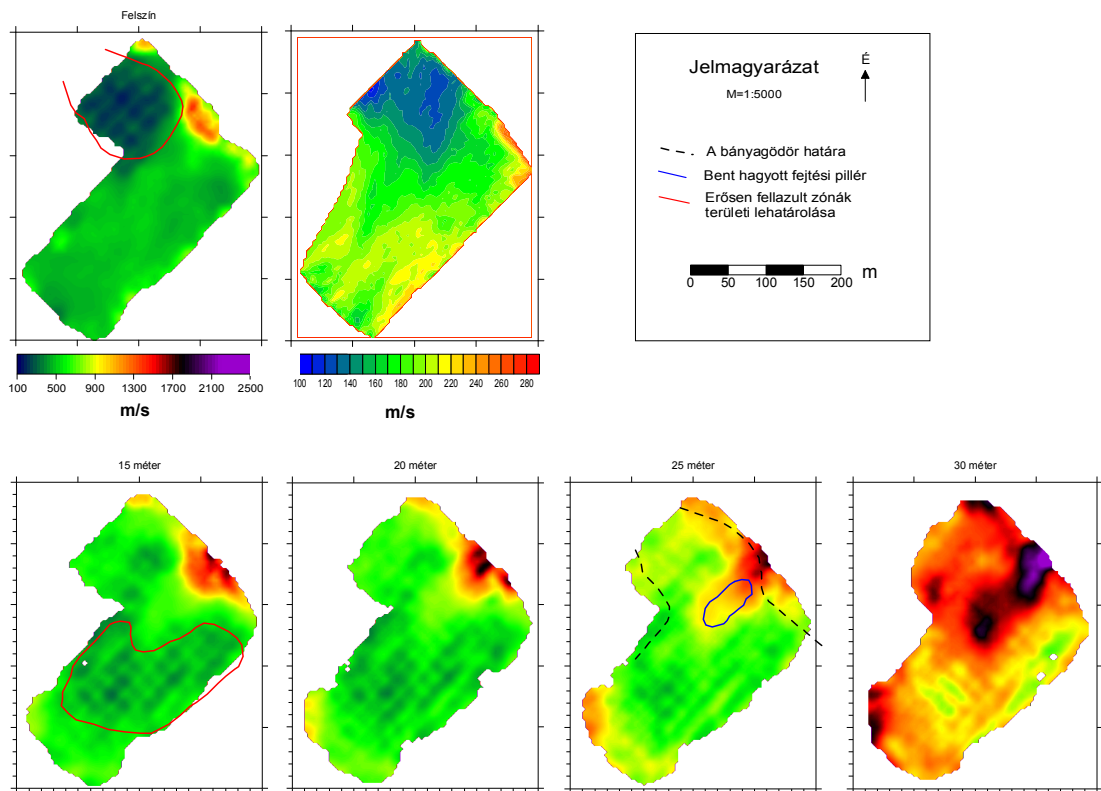 Felszín
100 500 900 1300 1700 2100 2500
m/s
100 120 140 160 180 200 220 240 260 280
m/s
Jelmagyarázat
M=1:5000
É
A bányagödör határa
Bent hagyott fejtési pillér
Erősen fellazult zónák
területi lehatárolása
m
0 50 100 150 200
15 méter
20 méter
25 méter
30 méter